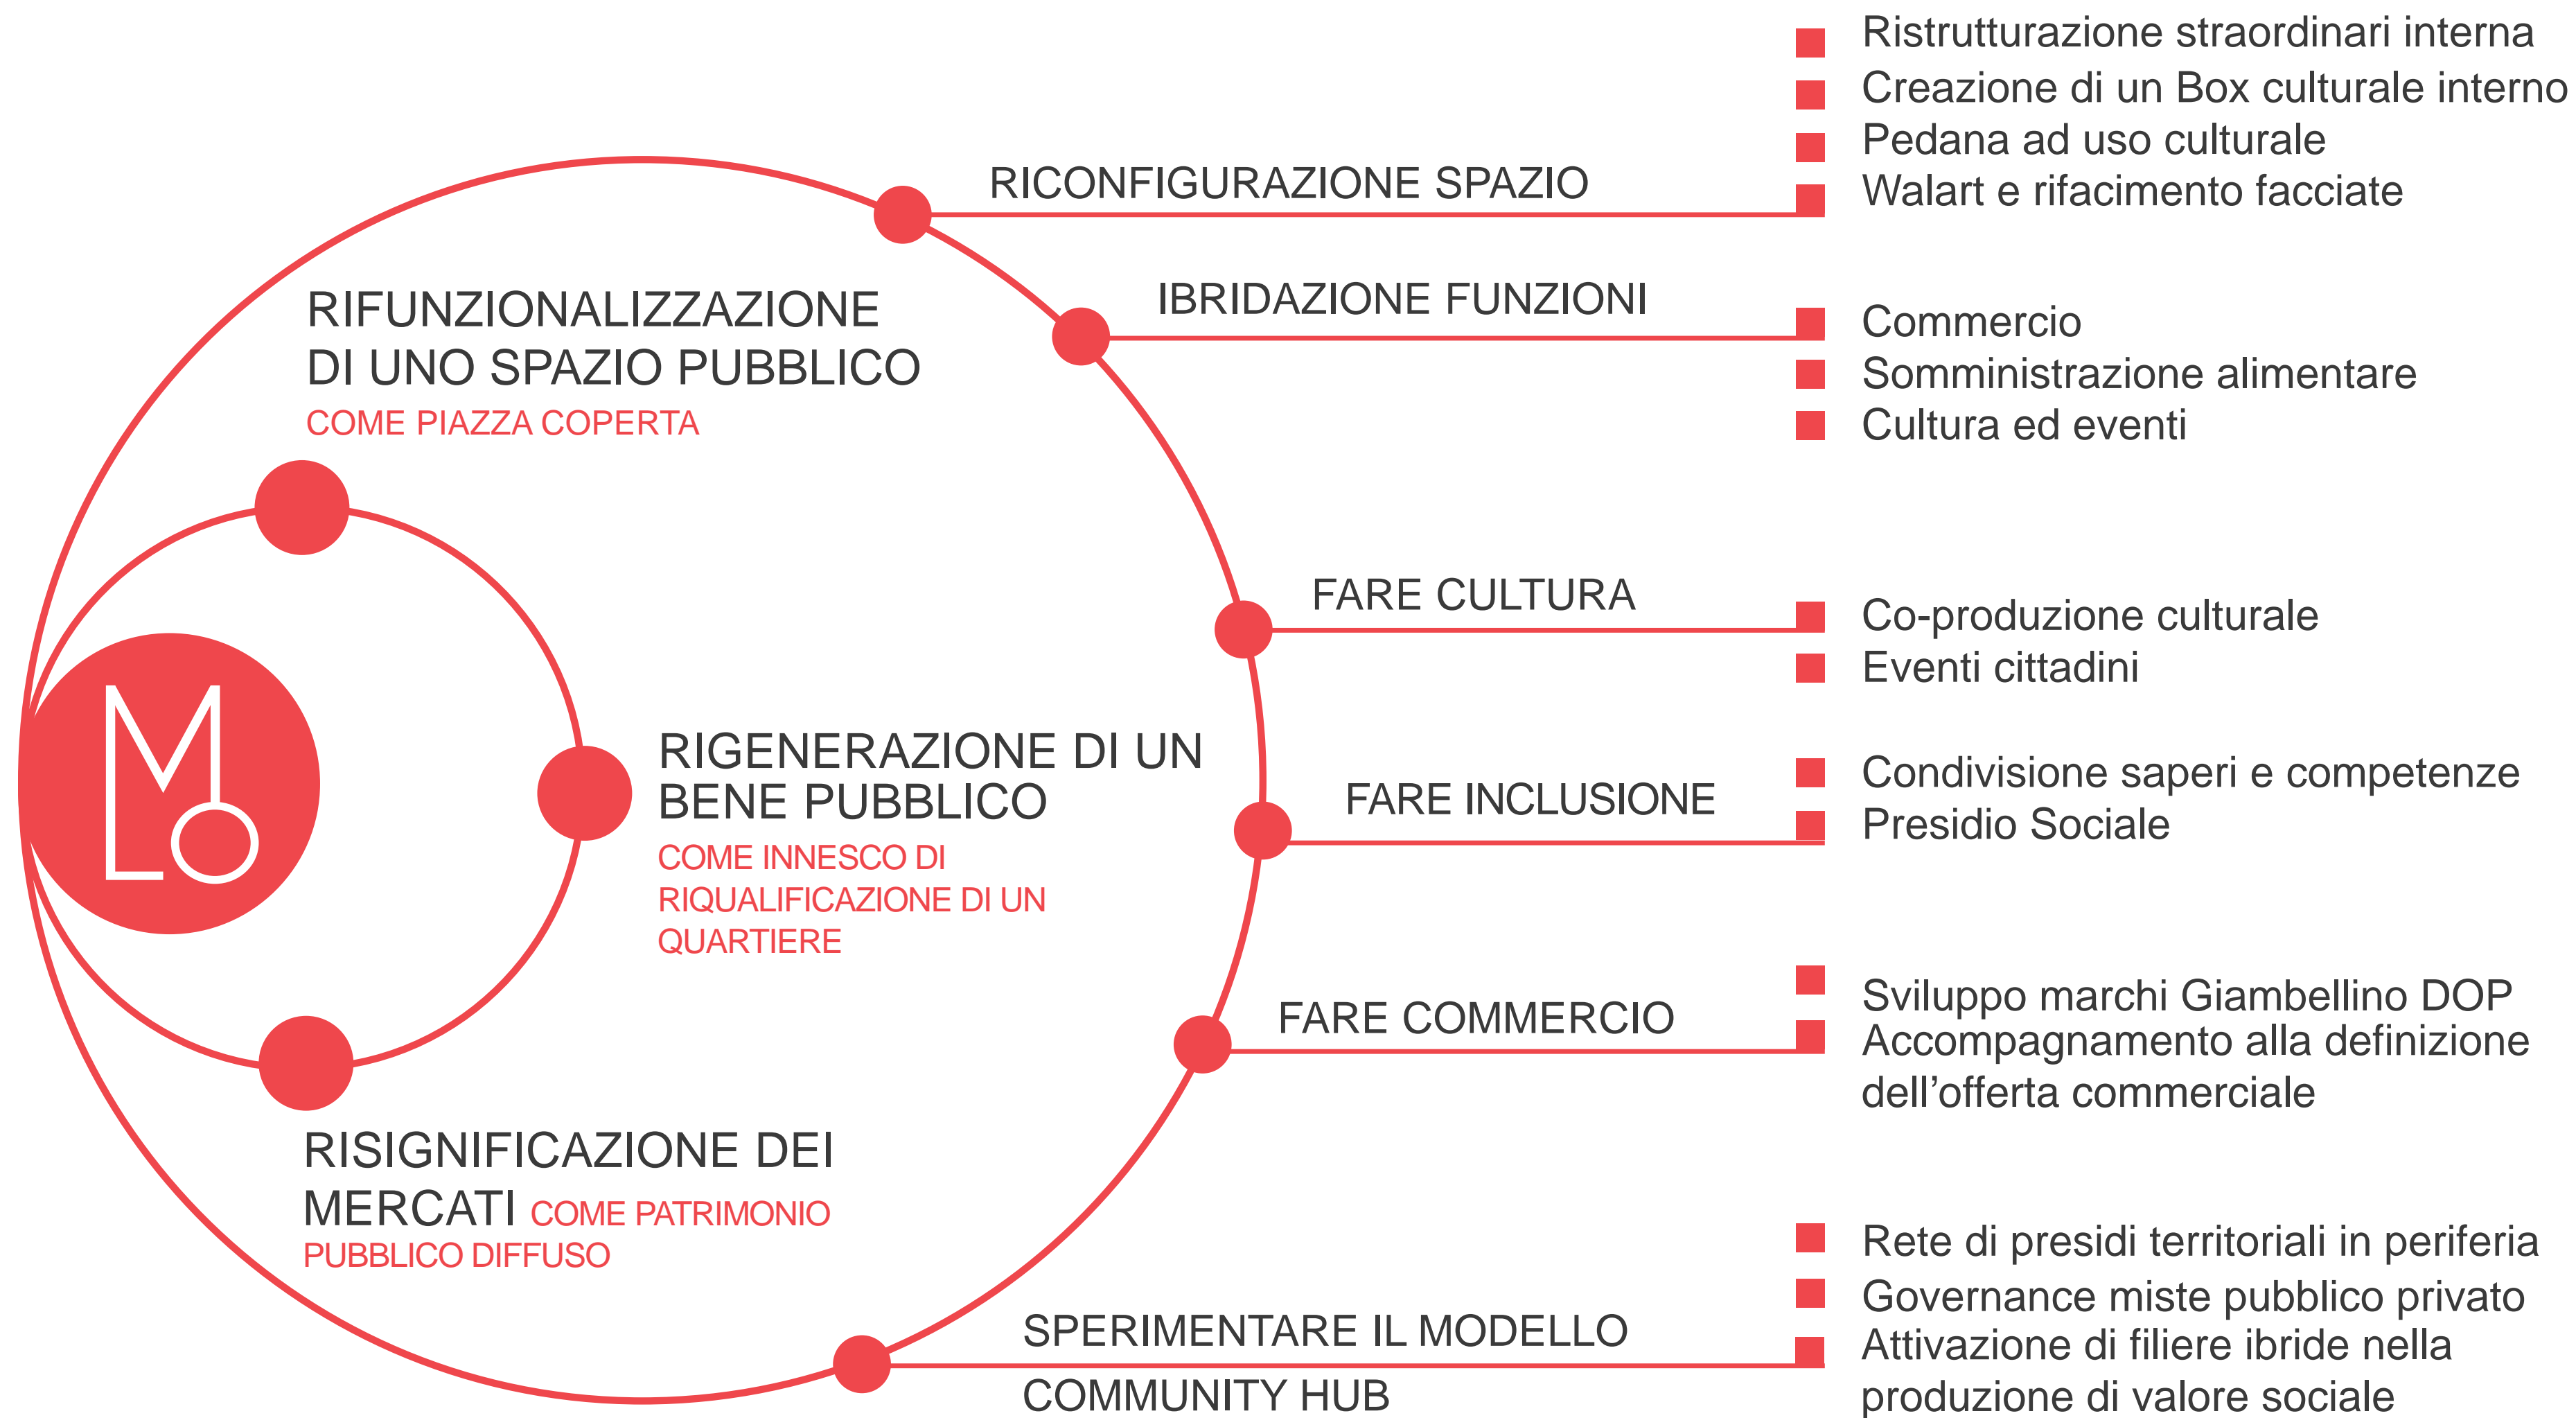 RIFUNZIONALIZZAZIONE
DI UNO SPAZIO PUBBLICO
COME PIAZZA COPERTA
MLO
RIGENERAZIONE DI UN
BENE PUBBLICO
COME INNESCO DI
RIQUALIFICAZIONE DI UN
QUARTIERE
RISIGNIFICAZIONE DEI
MERCATI COME PATRIMONIO
PUBBLICO DIFFUSO
RICONFIGURAZIONE SPAZIO
Ristrutturazione straordinari interna
Creazione di un Box culturale interno
Pedana ad uso culturale
Walart e rifacimento facciate
IBRIDAZIONE FUNZIONI
Commercio
Somministrazione alimentare
Cultura ed eventi
FARE CULTURA
Co-produzione culturale
Eventi cittadini
FARE INCLUSIONE
Condivisione saperi e competenze
Presidio Sociale
FARE COMMERCIO
Sviluppo marchi Giambellino DOP
Accompagnamento alla definizione
dell’offerta commerciale
SPERIMENTARE IL MODELLO
COMMUNITY HUB
Rete di presidi territoriali in periferia
Governance miste pubblico privato
Attivazione di filiere ibride nella
produzione di valore sociale